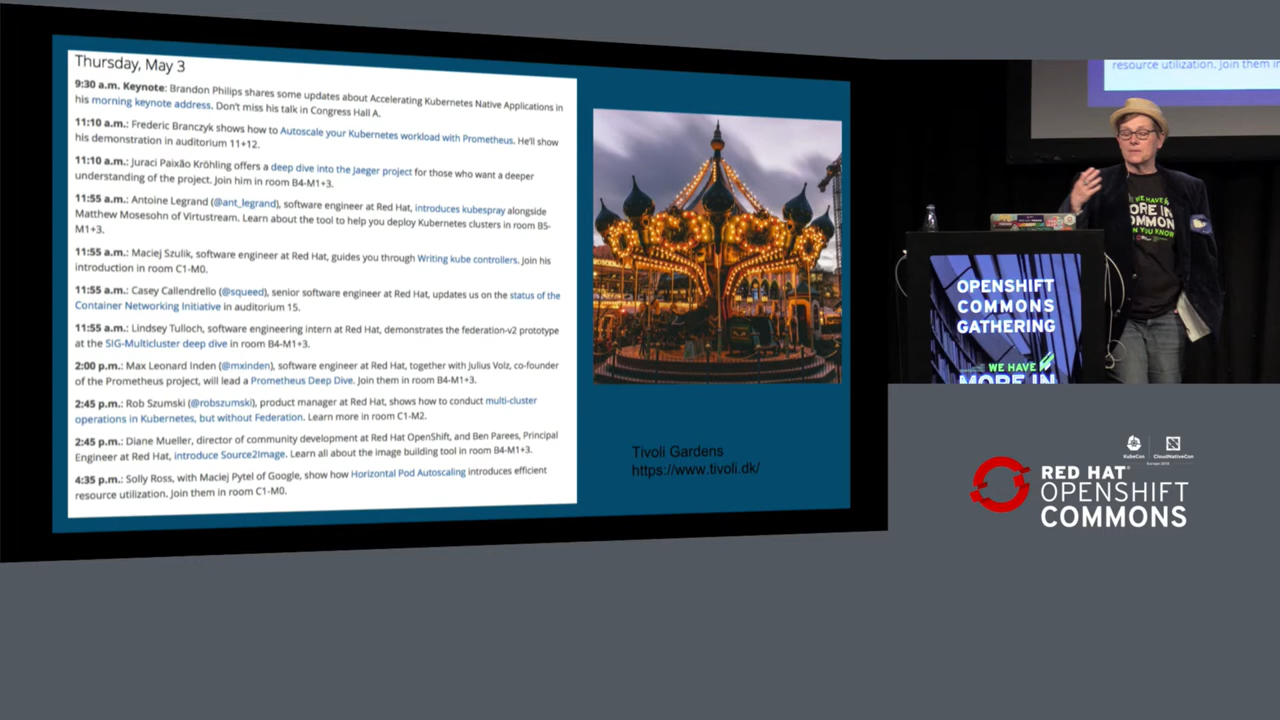 Thursday, May 3
9:30 a.m. Keynote: Brandon Philips shares some updates about Accelerating Kubernetes Native Applications in
his morning keynote address. Don't miss his talk in Congress Hall A.
11:10 a.m.: Frederic Branczyk shows how to Autoscale your Kubernetes workload with Prometheus. He'll show
his demonstration in auditorium 11+12.
11:10 a.m.: Juraci Paixão Kröhling offers a deep dive into the Jaeger project for those who want a deeper
understanding of the project. Join him in room B4-M1+3.
11:55 a.m.: Antoine Legrand (@ant_legrand), software engineer at Red Hat, introduces kubespray alongside
Matthew Mosesohn of Virtustream. Learn about the tool to help you deploy Kubernetes clusters in room B5-
M1+3.
11:55 a.m.: Maciej Szulik, software engineer at Red Hat, guides you through Writing kube controllers. Join his
introduction in room C1-M0.
11:55 a.m.: Casey Callendrello (@squeed), senior software engineer at Red Hat, updates us on the status of the
Container Networking Initiative in auditorium 15.
11:55 a.m.: Lindsey Tulloch, software engineering intern at Red Hat, demonstrates the federation-v2 prototype
at the SIG-Multicluster deep dive in room B4-M1+3.
2:00 p.m.: Max Leonard Inden (@mxinden), software engineer at Red Hat, together with Julius Volz, co-founder
of the Prometheus project, will lead a Prometheus Deep Dive. Join them in room B4-M1+3.
2:45 p.m.: Rob Szumski (@robszumski), product manager at Red Hat, shows how to conduct multi-cluster
operations in Kubernetes, but without Federation. Learn more in room C1-M2.
2:45 p.m.: Diane Mueller, director of community development at Red Hat OpenShift, and Ben Parees, Principal
Engineer at Red Hat, introduce Source2Image. Learn all about the image building tool in room B4-M1+3.
4:35 p.m.: Solly Ross, with Maciej Pytel of Google, show how Horizontal Pod Autoscaling introduces efficient
resource utilization. Join them in room C1-M0.
Tivoli Gardens
https://www.tivoli.dk/
resource utilization. Join them in
WE HAVE
MORE IN
COMMON
THAN YOU KNOW
OPENSHIFT
COMMONS
GATHERING
WE HAVE
MORE IN
KubeCon
CloudNativeCon
Europe 2018
RED HAT®
OPENSHIFT
COMMONS